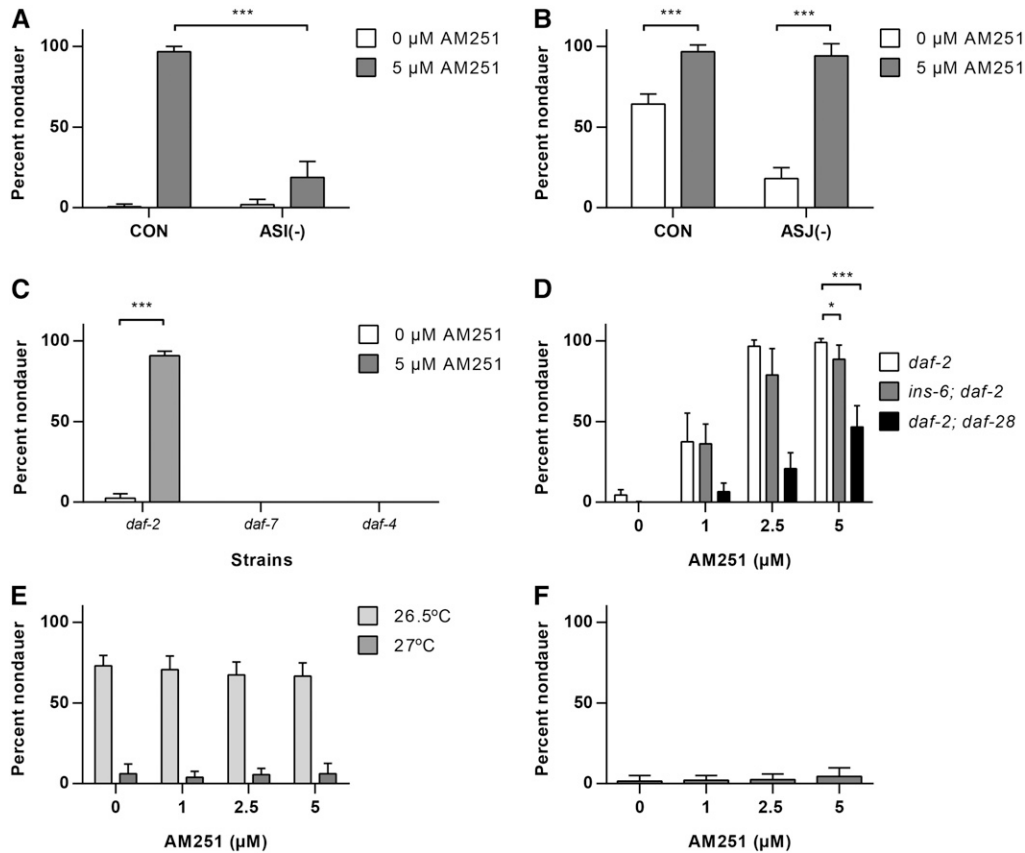 A
Percent nondauer
100
50
0
***
CON
ASI(-)
0 µM AM251
5 µM AM251
B
Percent nondauer
100
50
0
***
***
CON
ASJ(-)
0 µM AM251
5 µM AM251
C
Percent nondauer
100
50
0
***
daf-2
daf-7
daf-4
Strains
0 µM AM251
5 µM AM251
D
Percent nondauer
100
50
0
***
*
0
1
2.5
5
AM251 (µM)
daf-2
ins-6; daf-2
daf-2; daf-28
E
Percent nondauer
100
50
0
0
1
2.5
5
AM251 (µM)
26.5ºC
27ºC
F
Percent nondauer
100
50
0
0
1
2.5
5
AM251 (µM)